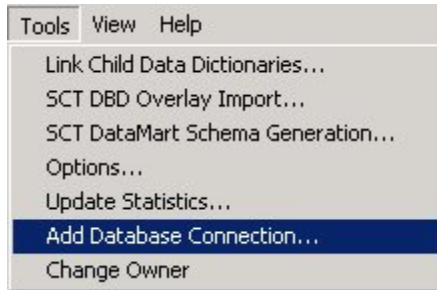 Tools View Help
Link Child Data Dictionaries...
SCT DBD Overlay Import...
SCT DataMart Schema Generation...
Options...
Update Statistics...
Add Database Connection...
Change Owner